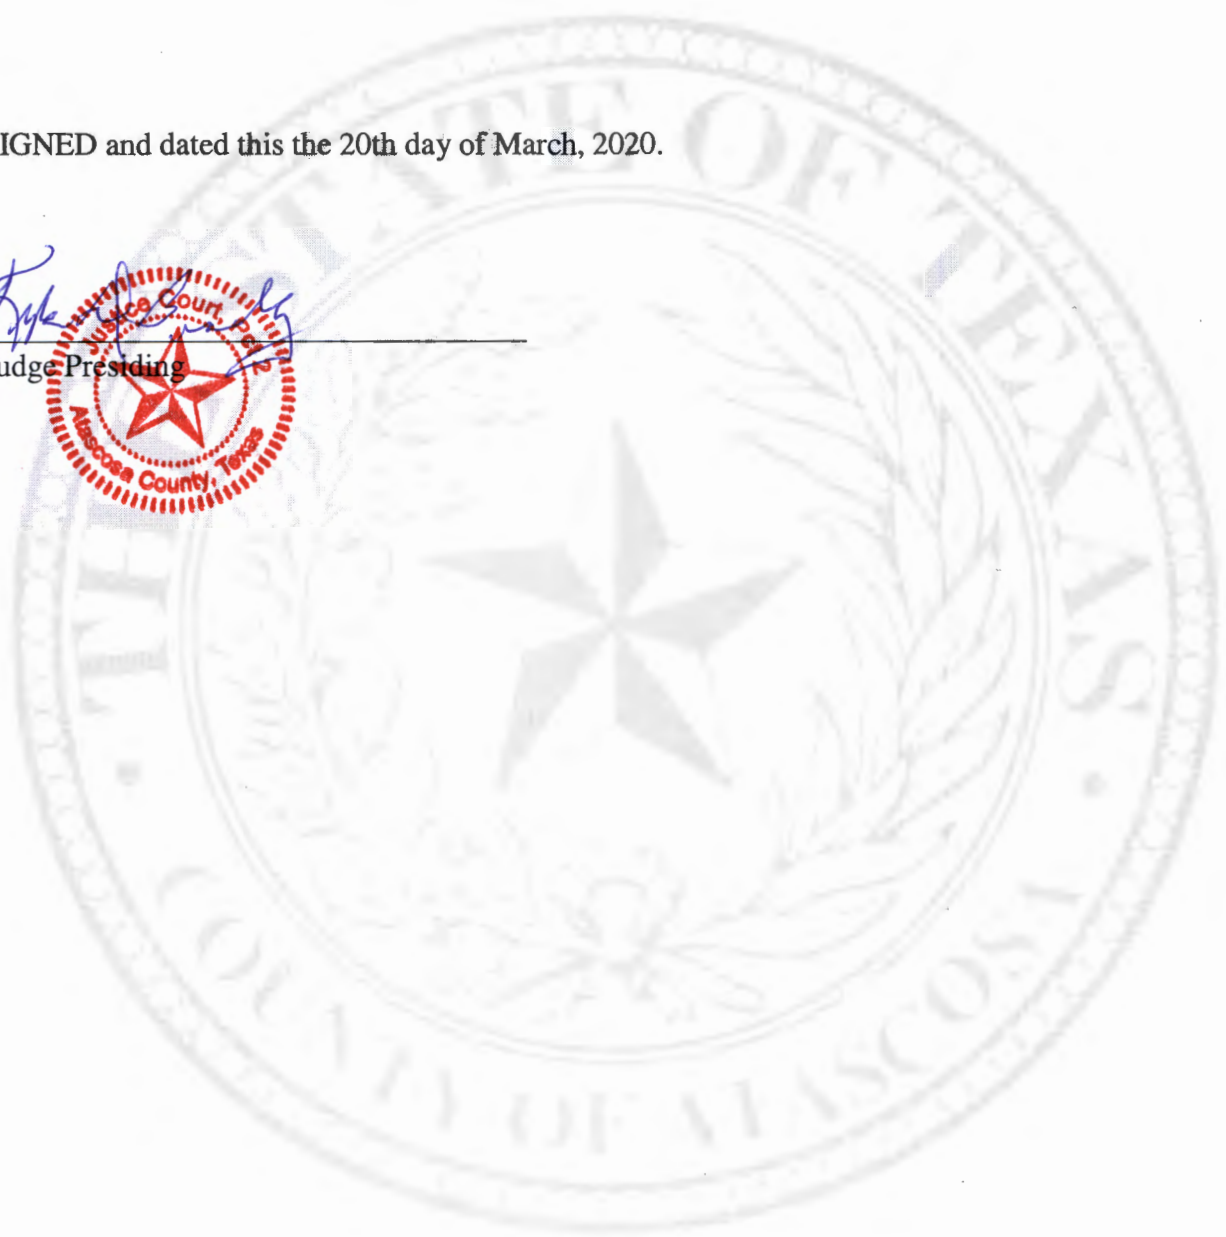 IGNED and dated this the 20th day of March, 2020.
Kyle
udge Presiding
Justice Court, Pct 2
Atascosa County, Texas
THE STATE OF TEXAS
COUNTY OF ATASCOSA